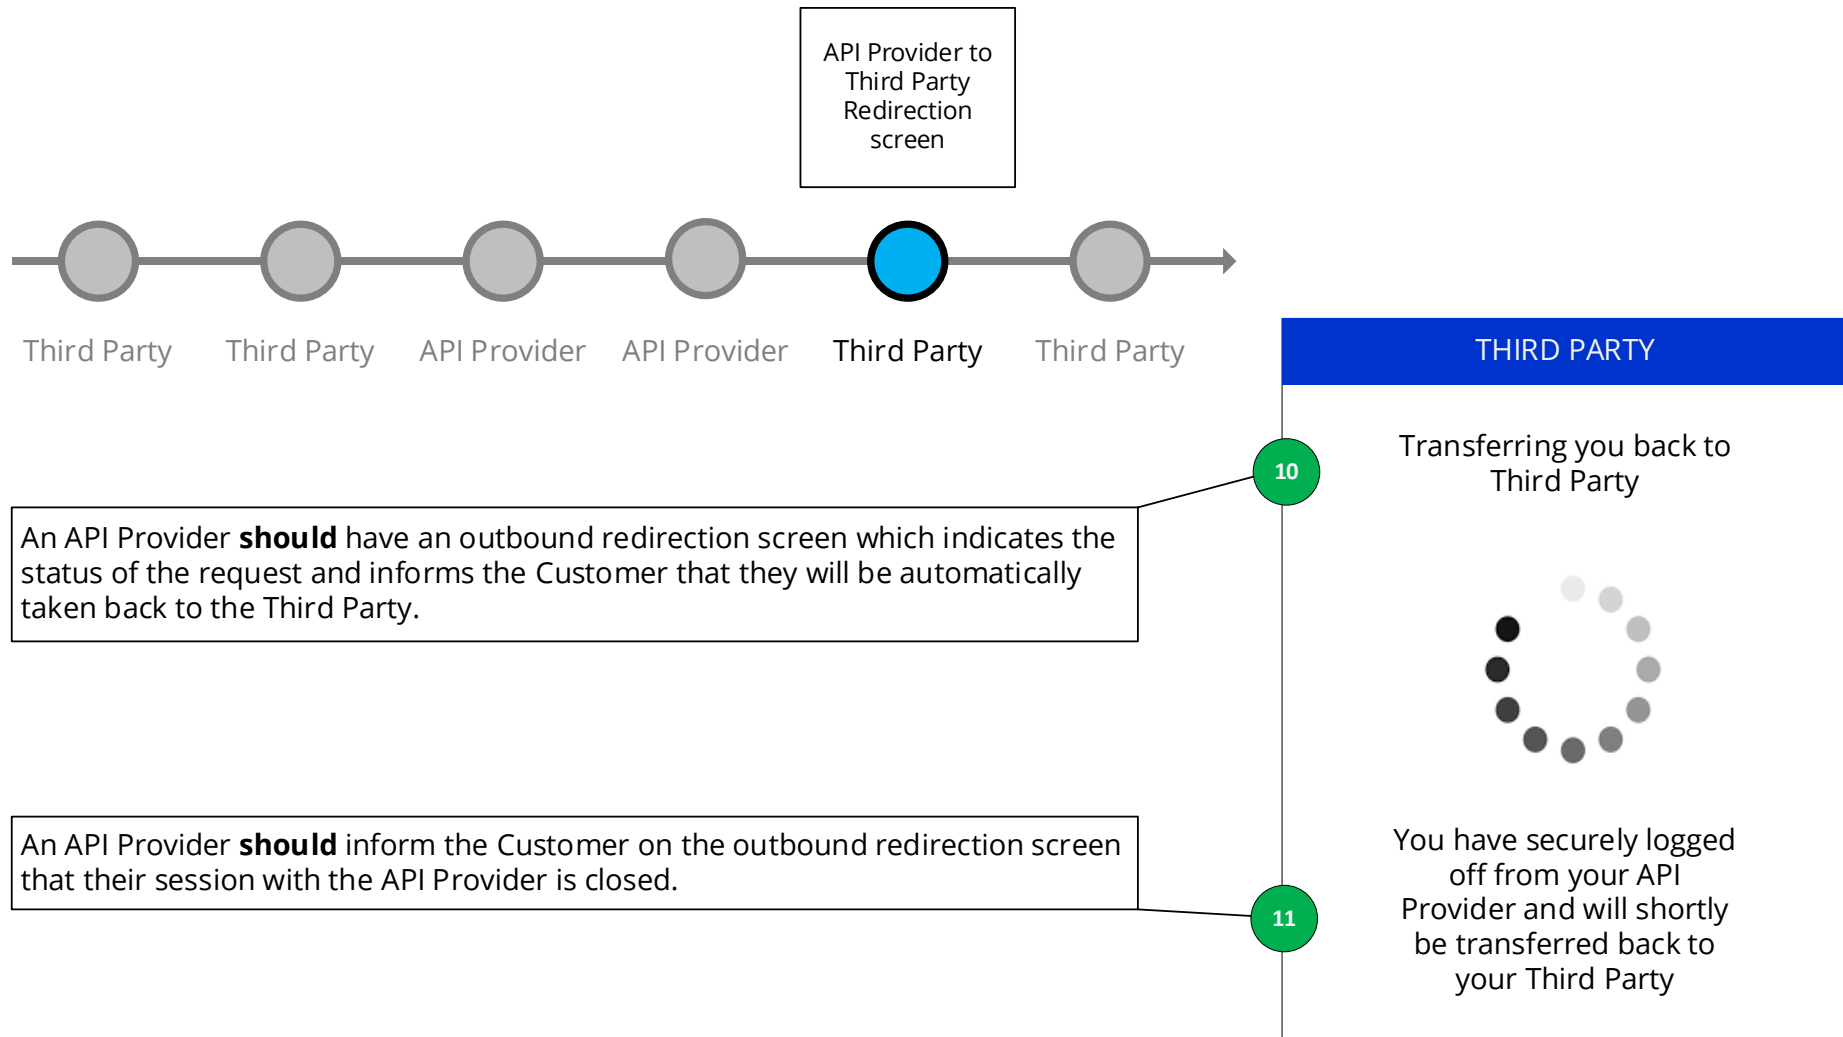 API Provider to
Third Party
Redirection
screen
Third Party
Third Party
API Provider
API Provider
Third Party
Third Party
THIRD PARTY
10
Transferring you back to
Third Party
An API Provider should have an outbound redirection screen which indicates the
status of the request and informs the Customer that they will be automatically
taken back to the Third Party.
An API Provider should inform the Customer on the outbound redirection screen
that their session with the API Provider is closed.
11
You have securely logged
off from your API
Provider and will shortly
be transferred back to
your Third Party